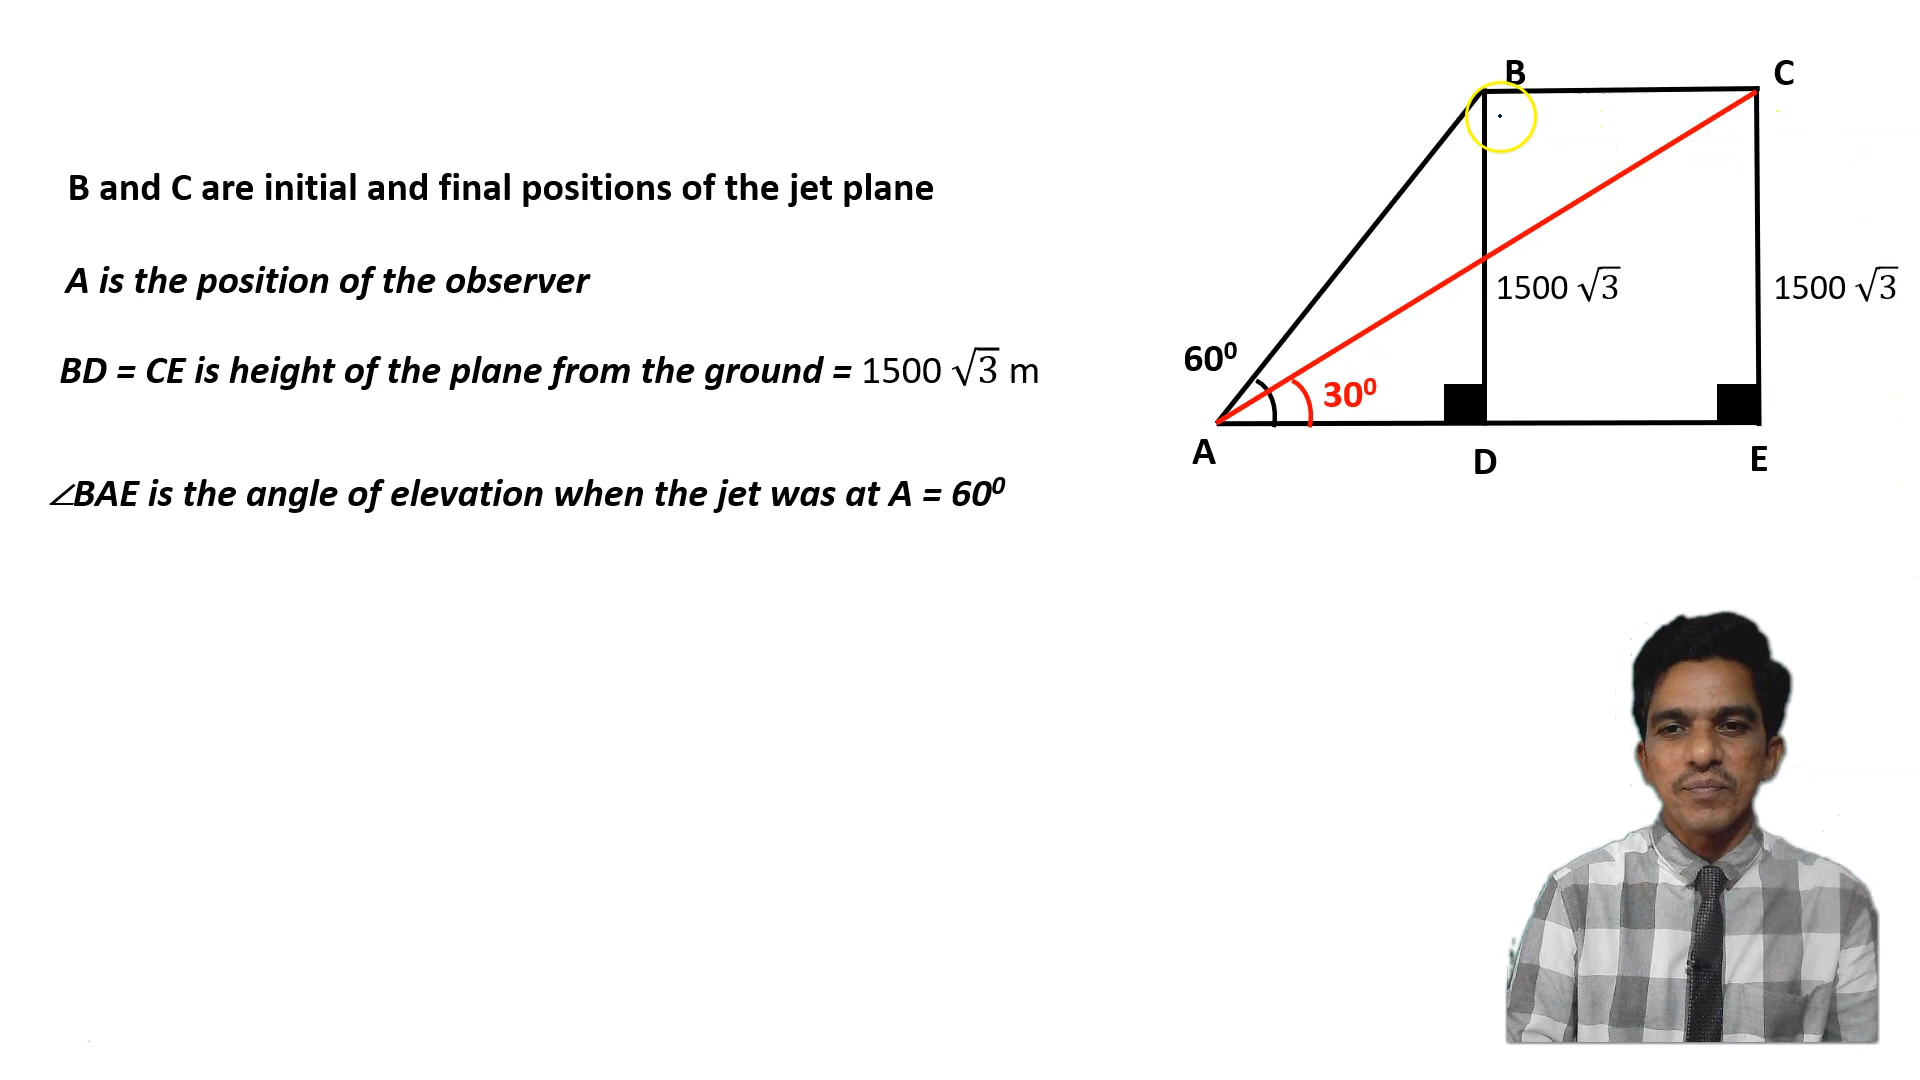 B and C are initial and final positions of the jet plane
A is the position of the observer
BD = CE is height of the plane from the ground = 1500 √3 m
∠BAE is the angle of elevation when the jet was at A = 60⁰
B
C
1500 √3
1500 √3
60⁰
30⁰
A
D
E